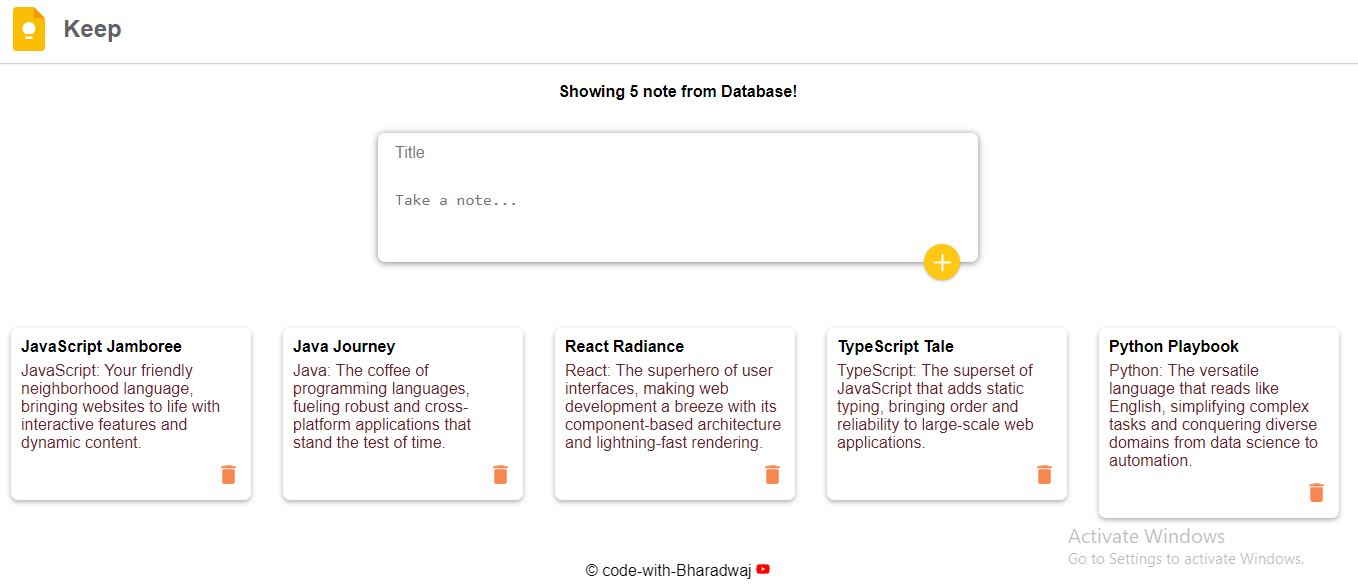 Keep
Showing 5 note from Database!
Title
Take a note...
JavaScript Jamboree
JavaScript: Your friendly
neighborhood language,
bringing websites to life with
interactive features and
dynamic content.
Java Journey
Java: The coffee of
programming languages,
fueling robust and cross-
platform applications that
stand the test of time.
React Radiance
React: The superhero of user
interfaces, making web
development a breeze with its
component-based architecture
and lightning-fast rendering.
TypeScript Tale
TypeScript: The superset of
JavaScript that adds static
typing, bringing order and
reliability to large-scale web
applications.
Python Playbook
Python: The versatile
language that reads like
English, simplifying complex
tasks and conquering diverse
domains from data science to
automation.
Activate Windows
Go to Settings to activate Windows.
© code-with-Bharadwaj